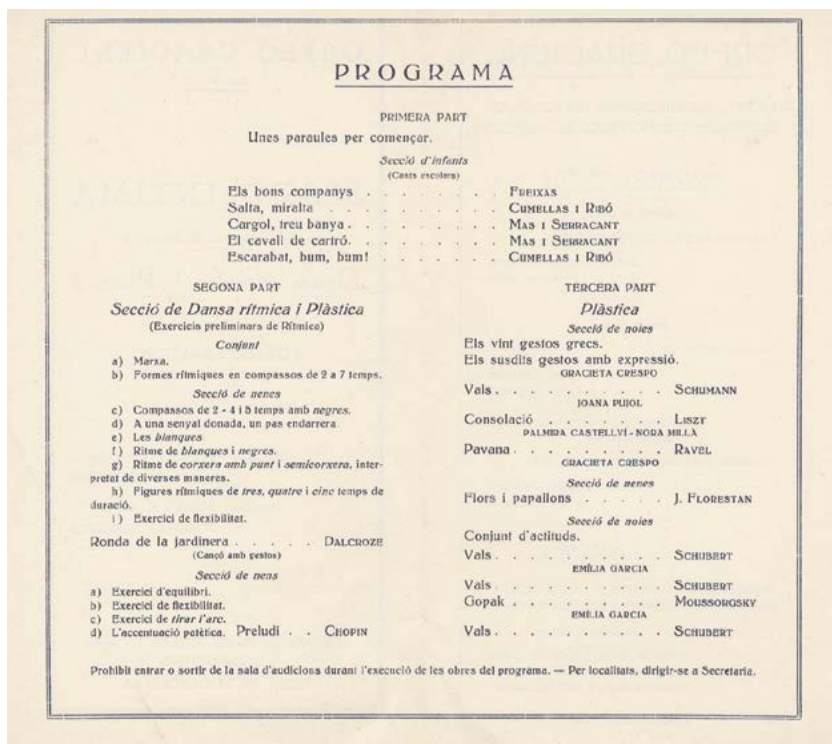 PROGRAMA
PRIMERA PART
Unes paraules per començar.
Secció d'infants
(Cants escolars)
Els bons companys . . . . . . . . FREIXAS
Salta, miralta . . . . . . . . . . CUMELLAS I RIBÓ
Cargol, treu banya . . . . . . . . . MAS I SERRACANT
El cavall de cartró. . . . . . . . . MAS I SERRACANT
Escarabat, bum, bum! . . . . . . . CUMELLAS I RIBÓ
SEGONA PART
Secció de Dansa rítmica i Plàstica
(Exercicis preliminars de Rítmica)
Conjunt
a) Marxa.
b) Formes rítmiques en compassos de 2 a 7 temps.
Secció de nenes
c) Compassos de 2 - 4 i 5 temps amb negres.
d) A una senyal donada, un pas endarrera.
e) Les blanques.
f) Ritme de blanques i negres.
g) Ritme de corxera amb punt i semicorxera, inter-
pretat de diverses maneres.
h) Figures rítmiques de tres, quatre i cinc temps de
duració.
i) Exercici de flexibilitat.
Ronda de la jardinera . . . . . DALCROZE
(Cançó amb gestos)
Secció de nens
a) Exercici d'equilibri.
b) Exercici de flexibilitat.
c) Exercici de tirar l'arc.
d) L'accentuació patètica. Preludi . . CHOPIN
TERCERA PART
Plàstica
Secció de noies
Els vint gestos grecs.
Els susdits gestos amb expressió.
GRACIETA CRESPO
Vals . . . . . . . . . . . SCHUMANN
JOANA PUJOL
Consolació . . . . . . . LISZT
PALMIRA CASTELLVÍ - NORA MILLÀ
Pavana . . . . . . . . . . RAVEL
GRACIETA CRESPO
Secció de nenes
Flors i papallons . . . . . J. FLORESTAN
Secció de noies
Conjunt d'actituds.
Vals . . . . . . . . . . . SCHUBERT
EMÍLIA GARCIA
Vals . . . . . . . . . . . SCHUBERT
Gopak . . . . . . . . . . MOUSSORGSKY
EMÍLIA GARCIA
Vals . . . . . . . . . . . SCHUBERT
Prohibit entrar o sortir de la sala d'audicions durant l'execució de les obres del programa. — Per localitats, dirigir-se a Secretaria.